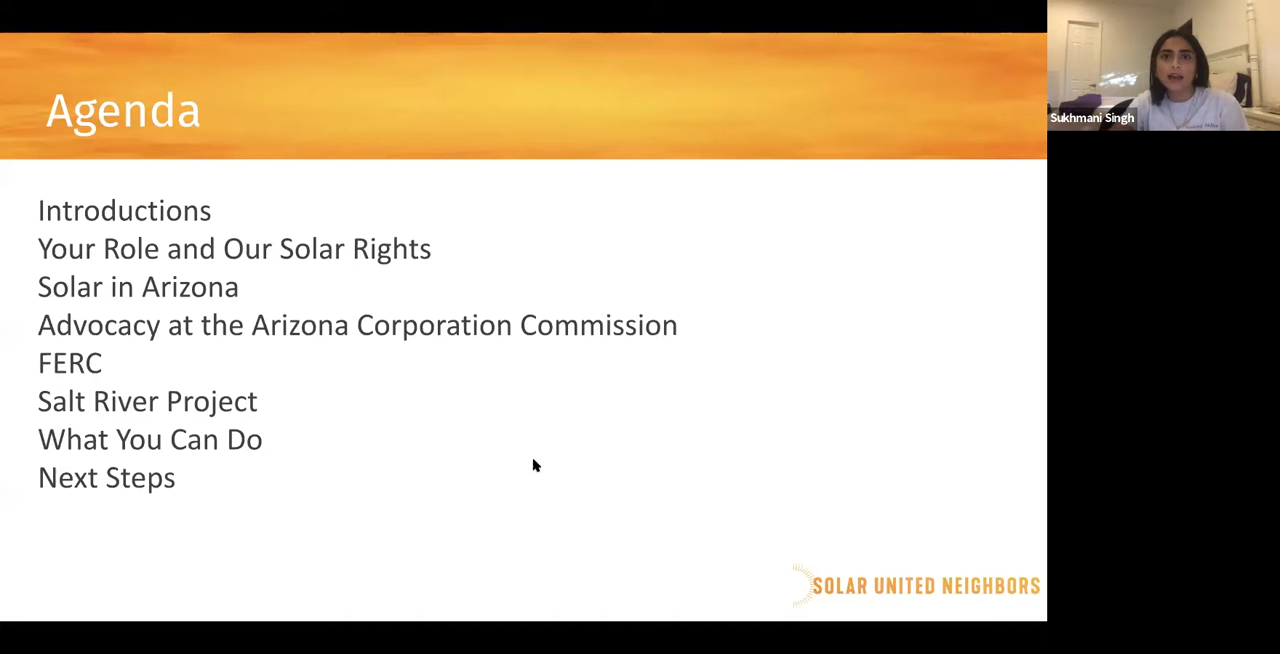 Agenda
Sukhmani Singh
Introductions
Your Role and Our Solar Rights
Solar in Arizona
Advocacy at the Arizona Corporation Commission
FERC
Salt River Project
What You Can Do
Next Steps
SOLAR UNITED NEIGHBORS